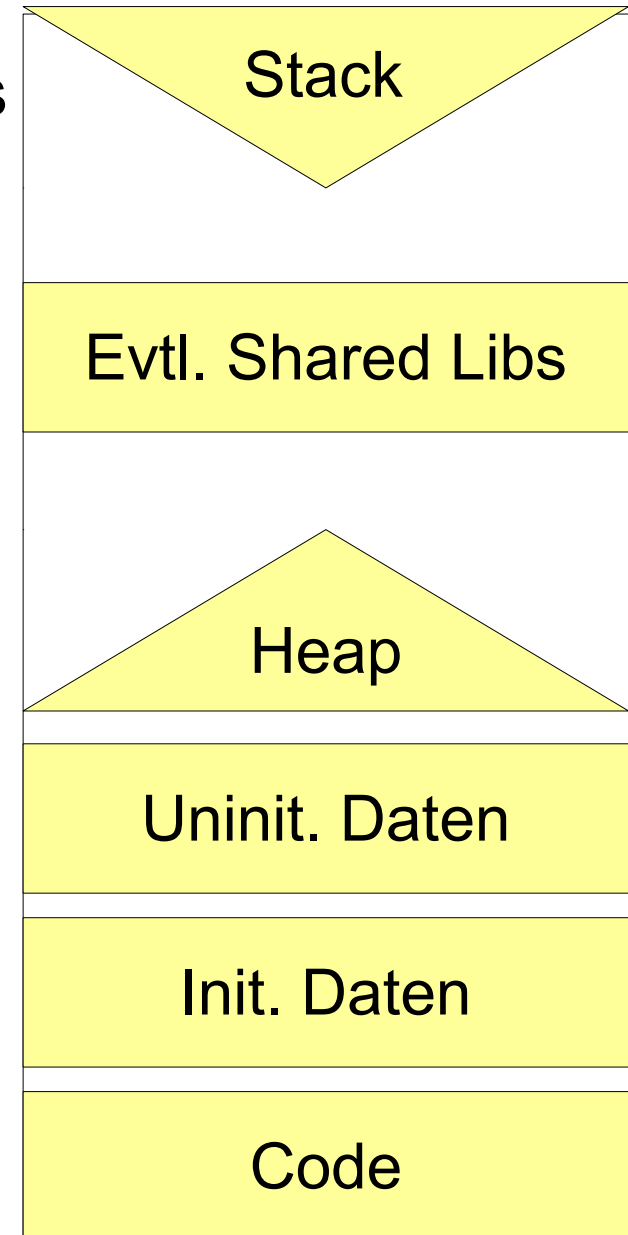 Stack
Evtl. Shared Libs
Heap
Uninit. Daten
Init. Daten
Code